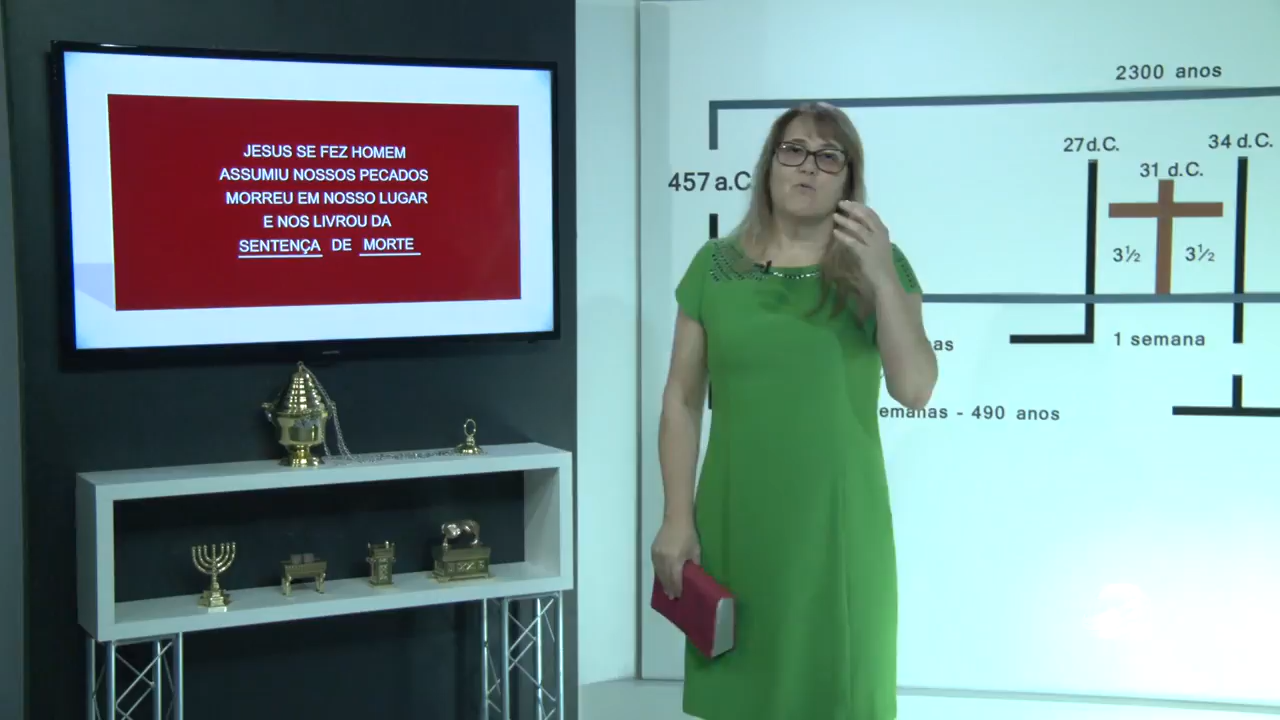 JESUS SE FEZ HOMEM
ASSUMIU NOSSOS PECADOS
MORREU EM NOSSO LUGAR
E NOS LIVROU DA
SENTENÇA DE MORTE
2300 anos
27 d.C.
34 d.C.
31 d.C.
457 a.C
3½
3½
1 semana
- 490 anos